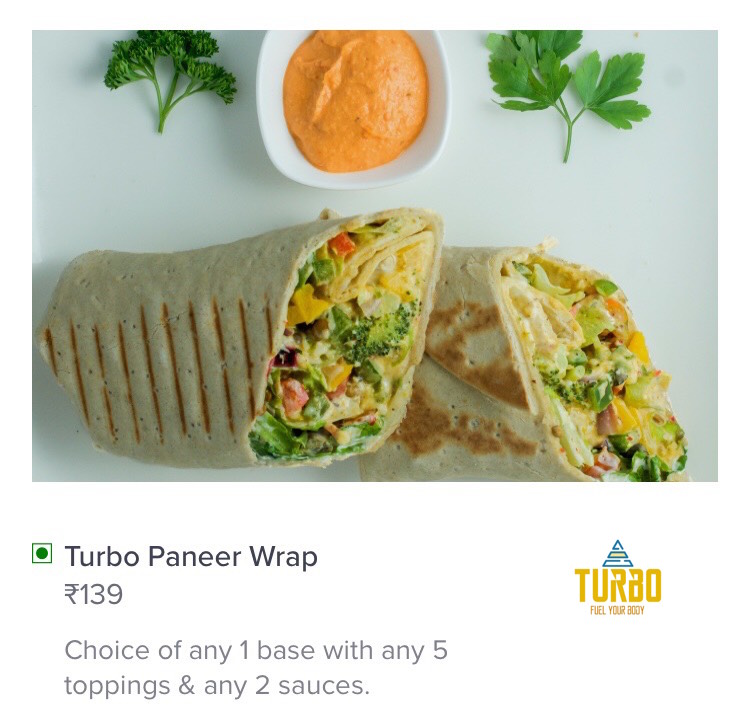 Turbo Paneer Wrap
₹139
TURBO
FUEL YOUR BODY
Choice of any 1 base with any 5
toppings & any 2 sauces.